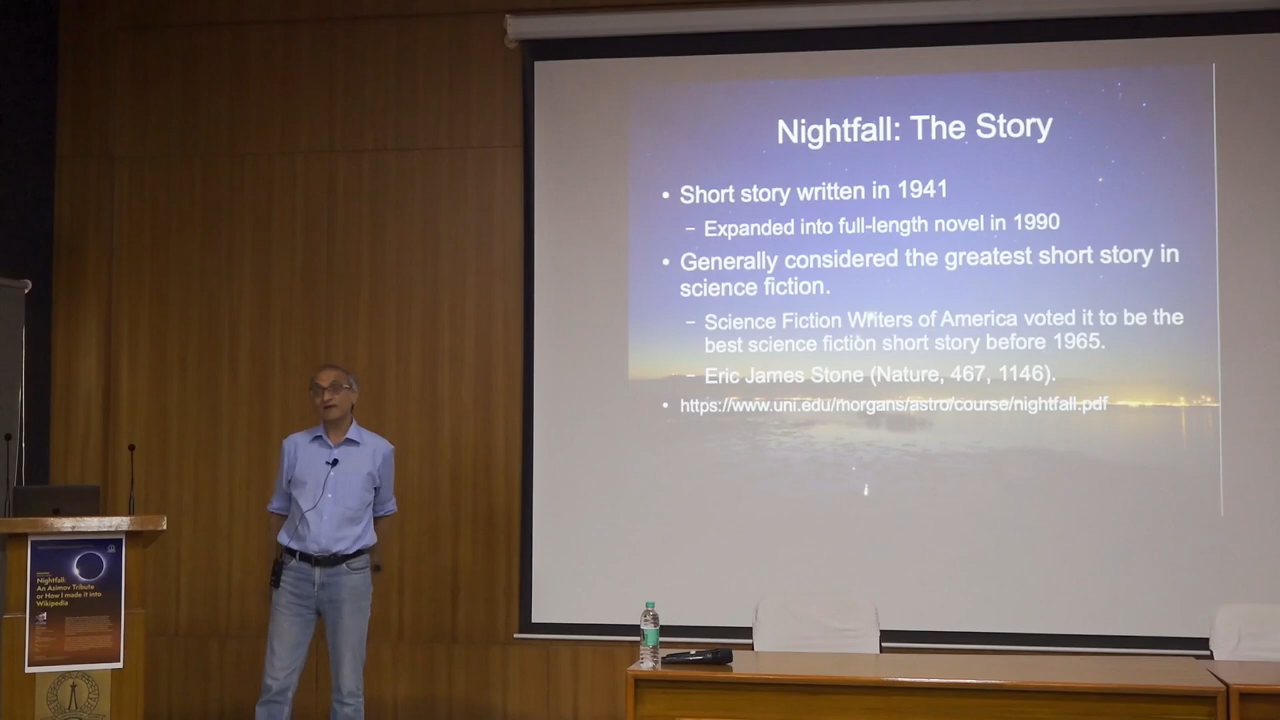 Nightfall: The Story
• Short story written in 1941
– Expanded into full-length novel in 1990
• Generally considered the greatest short story in
science fiction.
– Science Fiction Writers of America voted it to be the
best science fiction short story before 1965.
– Eric James Stone (Nature, 467, 1146).
• https://www.uni.edu/morgans/astro/course/nightfall.pdf
Nightfall:
An Asimov Tribute
or How I made it into
Wikipedia